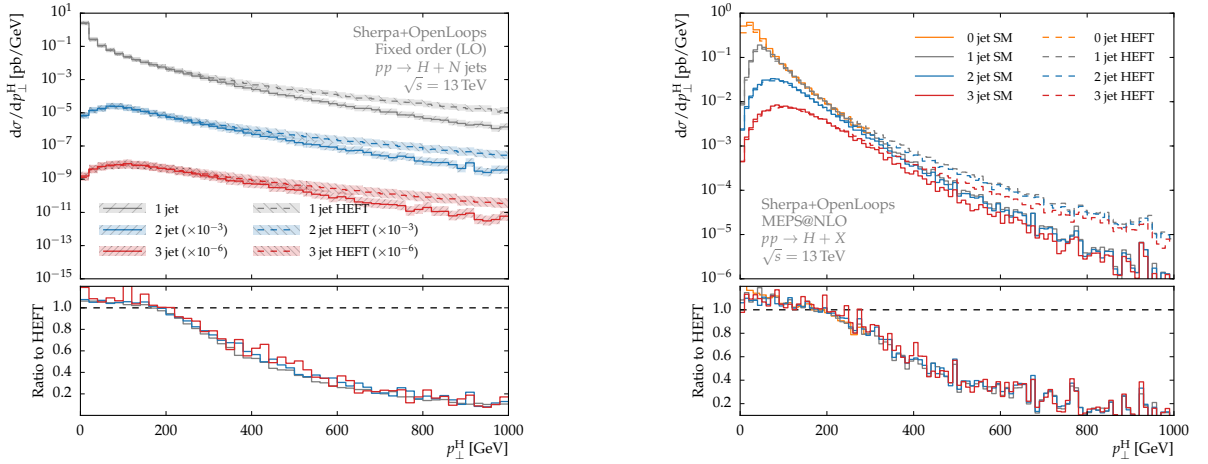 dσ/dp⊥ᴴ [pb/GeV]
10¹
10⁻¹
10⁻³
10⁻⁵
10⁻⁷
10⁻⁹
10⁻¹¹
10⁻¹³
10⁻¹⁵
Sherpa+OpenLoops
Fixed order (LO)
pp → H + N jets
√s = 13 TeV
1 jet
2 jet (×10⁻³)
3 jet (×10⁻⁶)
1 jet HEFT
2 jet HEFT (×10⁻³)
3 jet HEFT (×10⁻⁶)
Ratio to HEFT
1.0
0.8
0.6
0.4
0.2
0 200 400 600 800 1000
p⊥ᴴ [GeV]
dσ/dp⊥ᴴ [pb/GeV]
10⁰
10⁻¹
10⁻²
10⁻³
10⁻⁴
10⁻⁵
10⁻⁶
0 jet SM
1 jet SM
2 jet SM
3 jet SM
0 jet HEFT
1 jet HEFT
2 jet HEFT
3 jet HEFT
Sherpa+OpenLoops
MEPS@NLO
pp → H + X
√s = 13 TeV
Ratio to HEFT
1.0
0.8
0.6
0.4
0.2
0 200 400 600 800 1000
p⊥ᴴ [GeV]